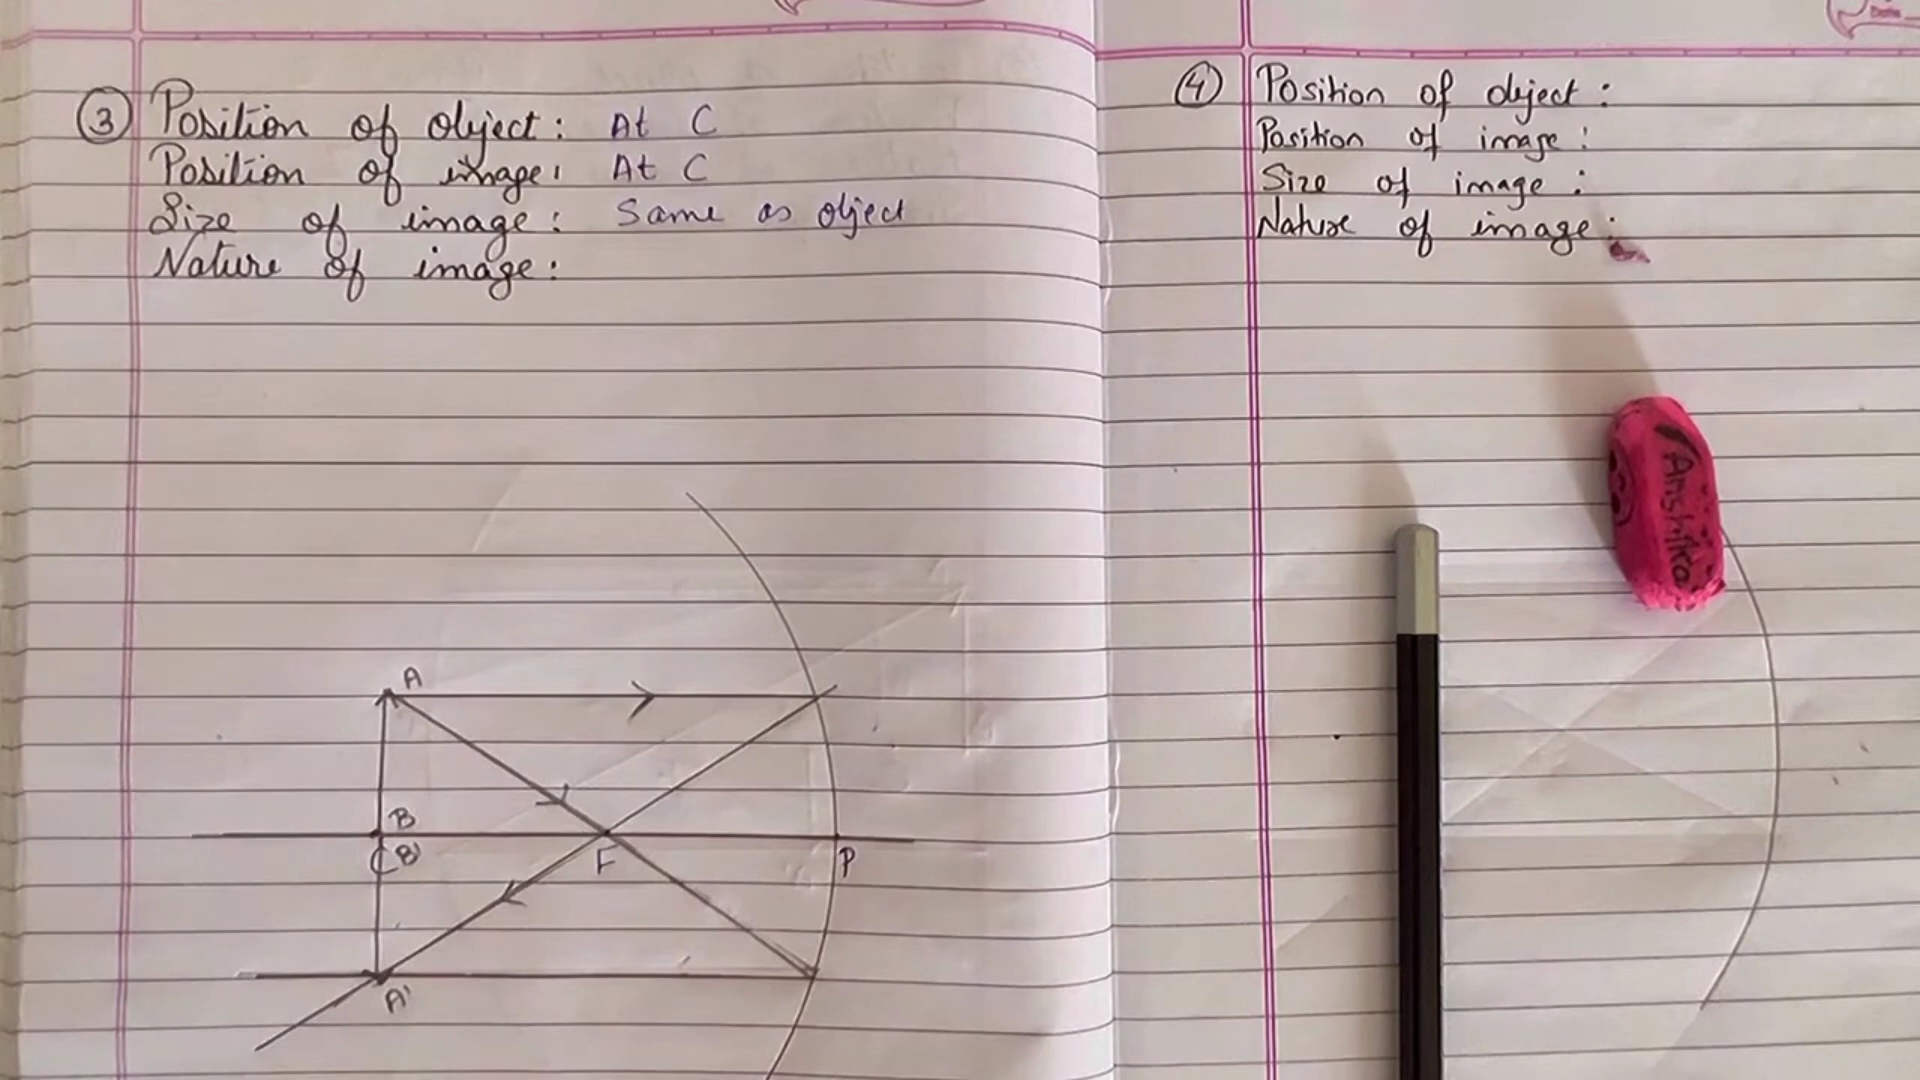 ③ Position of object: At C
Position of image: At C
Size of image: Same as object
Nature of image:
A
B
C B'
F
P
A'
④ Position of object:
Position of image:
Size of image:
Nature of image:
Anshika